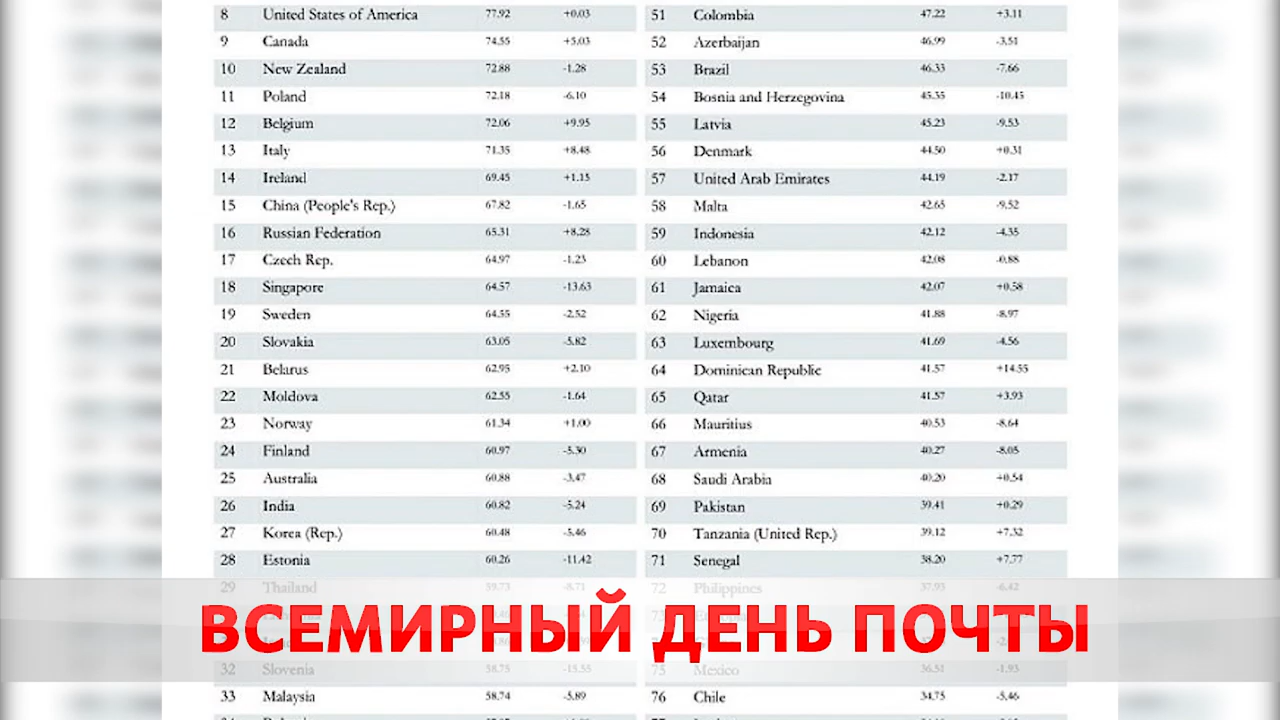 8 United States of America 77.92 +0.03
9 Canada 74.55 +5.03
10 New Zealand 72.88 -1.28
11 Poland 72.18 -6.10
12 Belgium 72.06 +9.95
13 Italy 71.35 +8.48
14 Ireland 69.45 +1.15
15 China (People's Rep.) 67.82 -1.65
16 Russian Federation 65.31 +8.28
17 Czech Rep. 64.97 -1.23
18 Singapore 64.57 -13.63
19 Sweden 64.55 -2.52
20 Slovakia 63.05 -5.82
21 Belarus 62.95 +2.10
22 Moldova 62.55 -1.64
23 Norway 61.34 +1.00
24 Finland 60.97 -5.30
25 Australia 60.88 -3.47
26 India 60.82 -5.24
27 Korea (Rep.) 60.48 -5.46
28 Estonia 60.26 -11.42
29 Thailand 59.73 -8.71
32 Slovenia 58.75 -15.55
33 Malaysia 58.74 -5.89
51 Colombia 47.22 +3.11
52 Azerbaijan 46.99 -3.51
53 Brazil 46.33 -7.66
54 Bosnia and Herzegovina 45.35 -10.45
55 Latvia 45.23 -9.53
56 Denmark 44.50 +0.31
57 United Arab Emirates 44.19 -2.17
58 Malta 42.65 -9.52
59 Indonesia 42.12 -4.35
60 Lebanon 42.08 -0.88
61 Jamaica 42.07 +0.58
62 Nigeria 41.88 -8.97
63 Luxembourg 41.69 -4.56
64 Dominican Republic 41.57 +14.55
65 Qatar 41.57 +3.93
66 Mauritius 40.53 -8.64
67 Armenia 40.27 -8.05
68 Saudi Arabia 40.20 +0.54
69 Pakistan 39.41 +0.29
70 Tanzania (United Rep.) 39.12 +7.32
71 Senegal 38.20 +7.77
72 Philippines 37.93 -6.42
75 Mexico 36.51 -1.93
76 Chile 34.75 -5.46
ВСЕМИРНЫЙ ДЕНЬ ПОЧТЫ